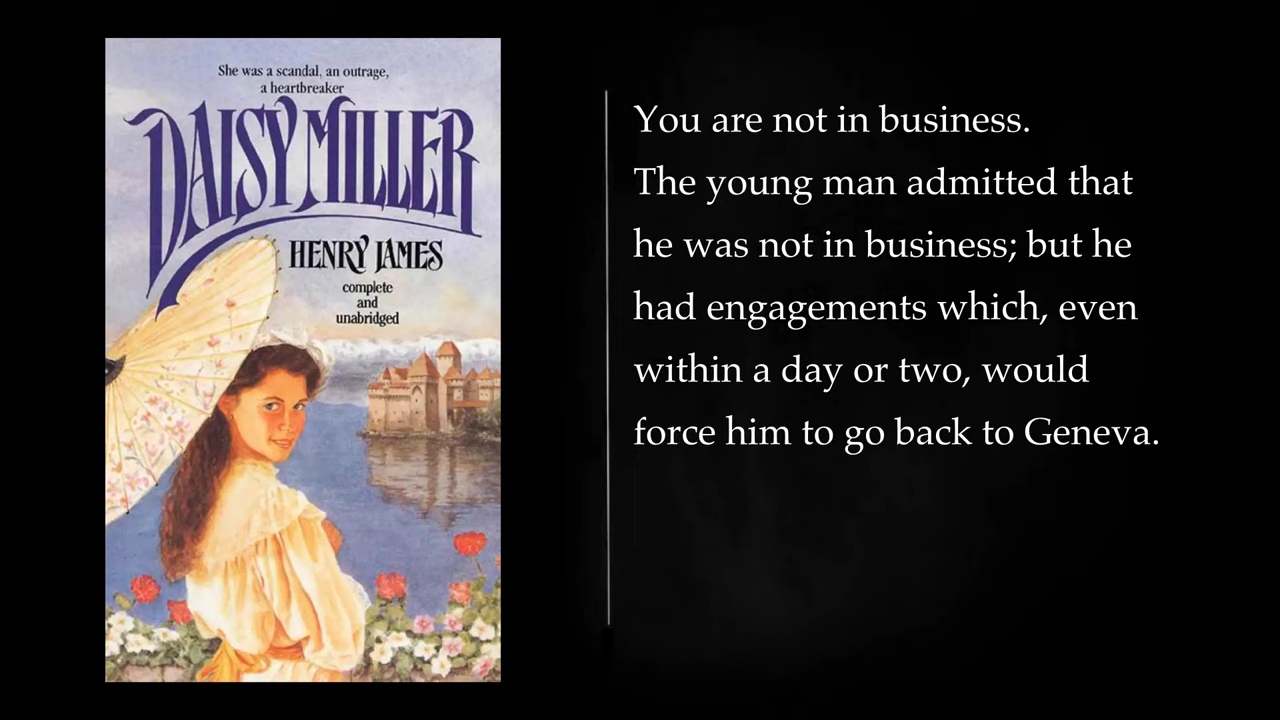 She was a scandal, an outrage,
a heartbreaker
DAISY MILLER
HENRY JAMES
complete
and
unabridged
You are not in business.
The young man admitted that
he was not in business; but he
had engagements which, even
within a day or two, would
force him to go back to Geneva.